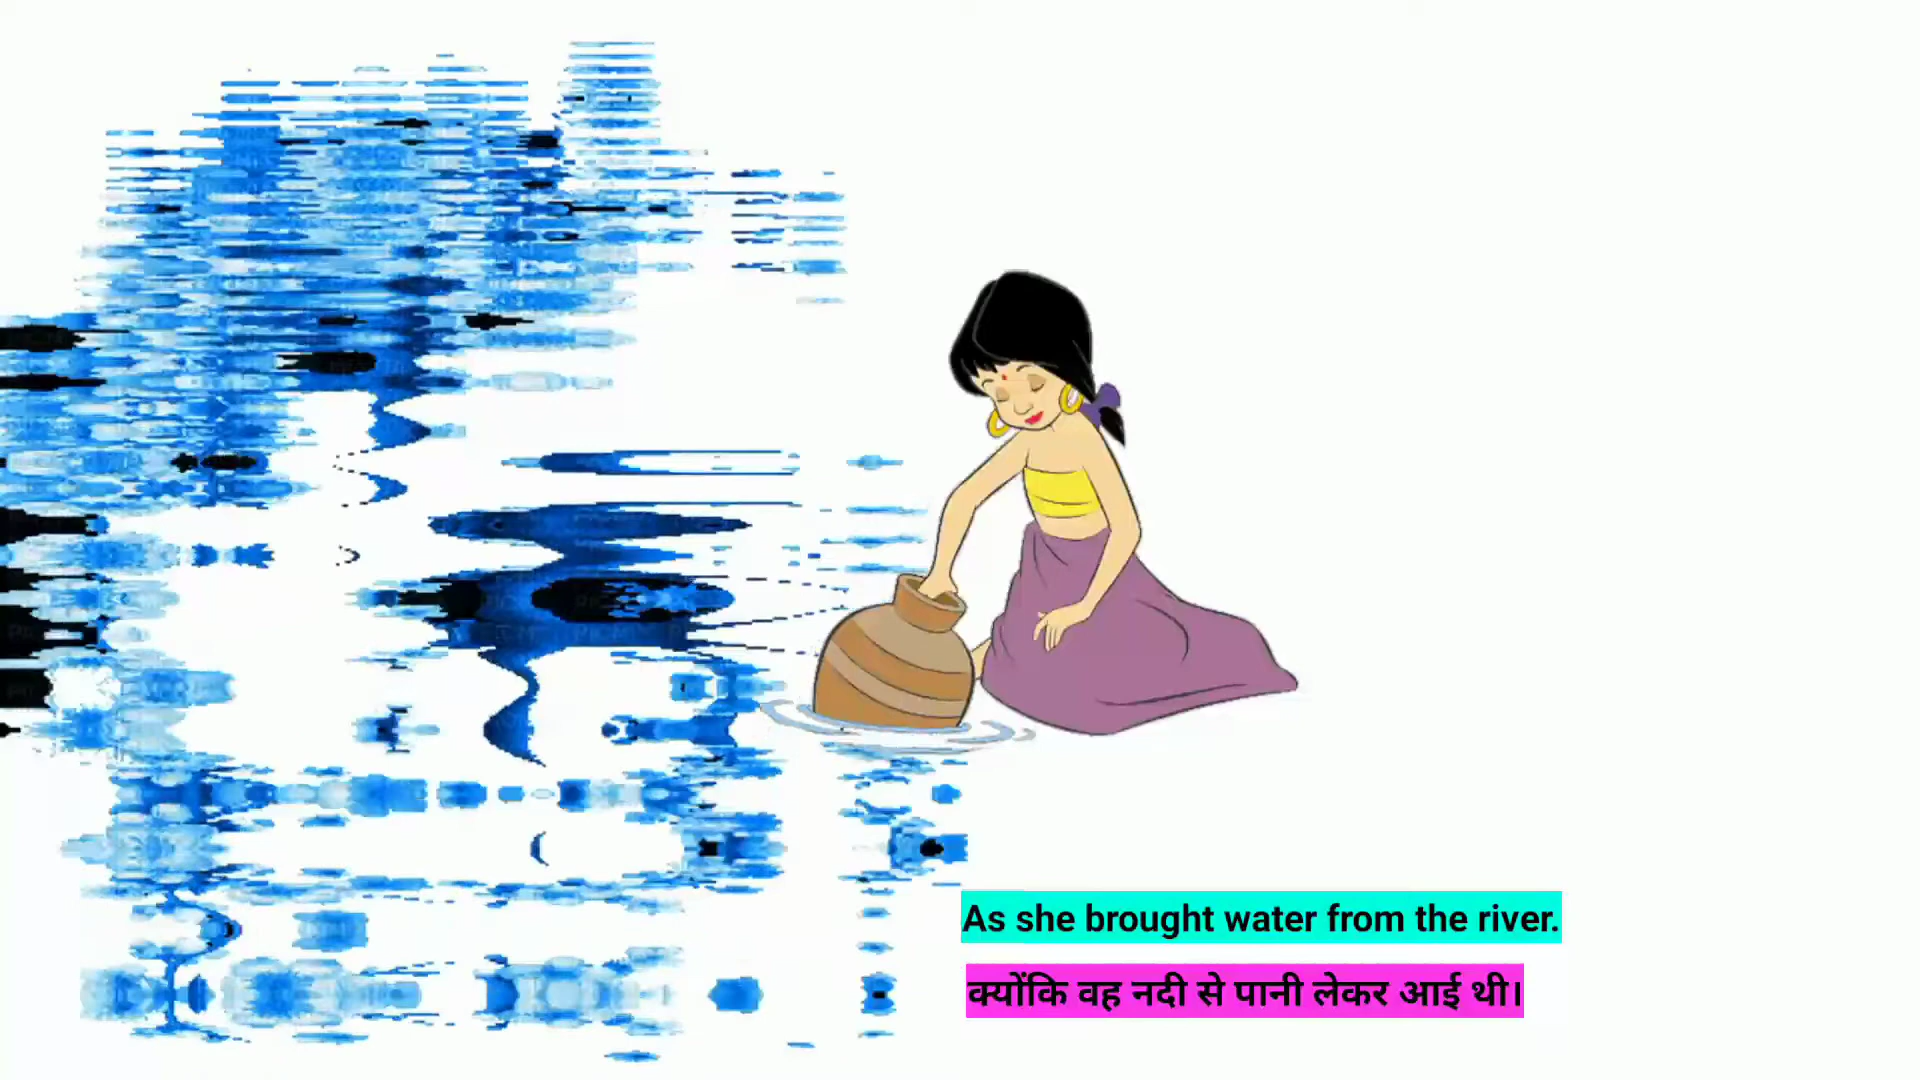 As she brought water from the river.
क्योंकि वह नदी से पानी लेकर आई थी।